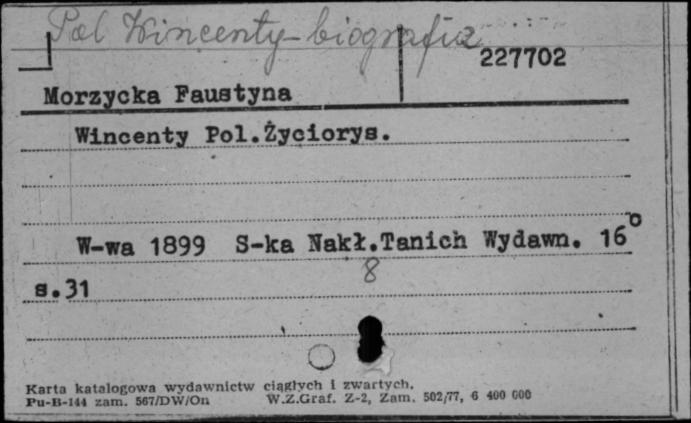 Pol Wincenty - biografia
227702
Morzycka Faustyna
Wincenty Pol.Życiorys.
W-wa 1899 S-ka Nakł.Tanich Wydawn. 16⁰
8
s.31
Karta katalogowa wydawnictw ciągłych i zwartych.
Pu-B-144 zam. 567/DW/On W.Z.Graf. Z-2, Zam. 502/77, 6 400 000